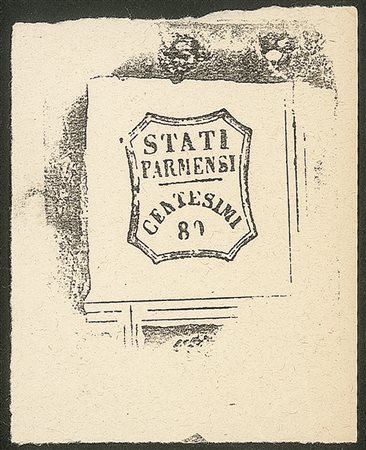 STATI
PARMENSI
CENTESIMI
80